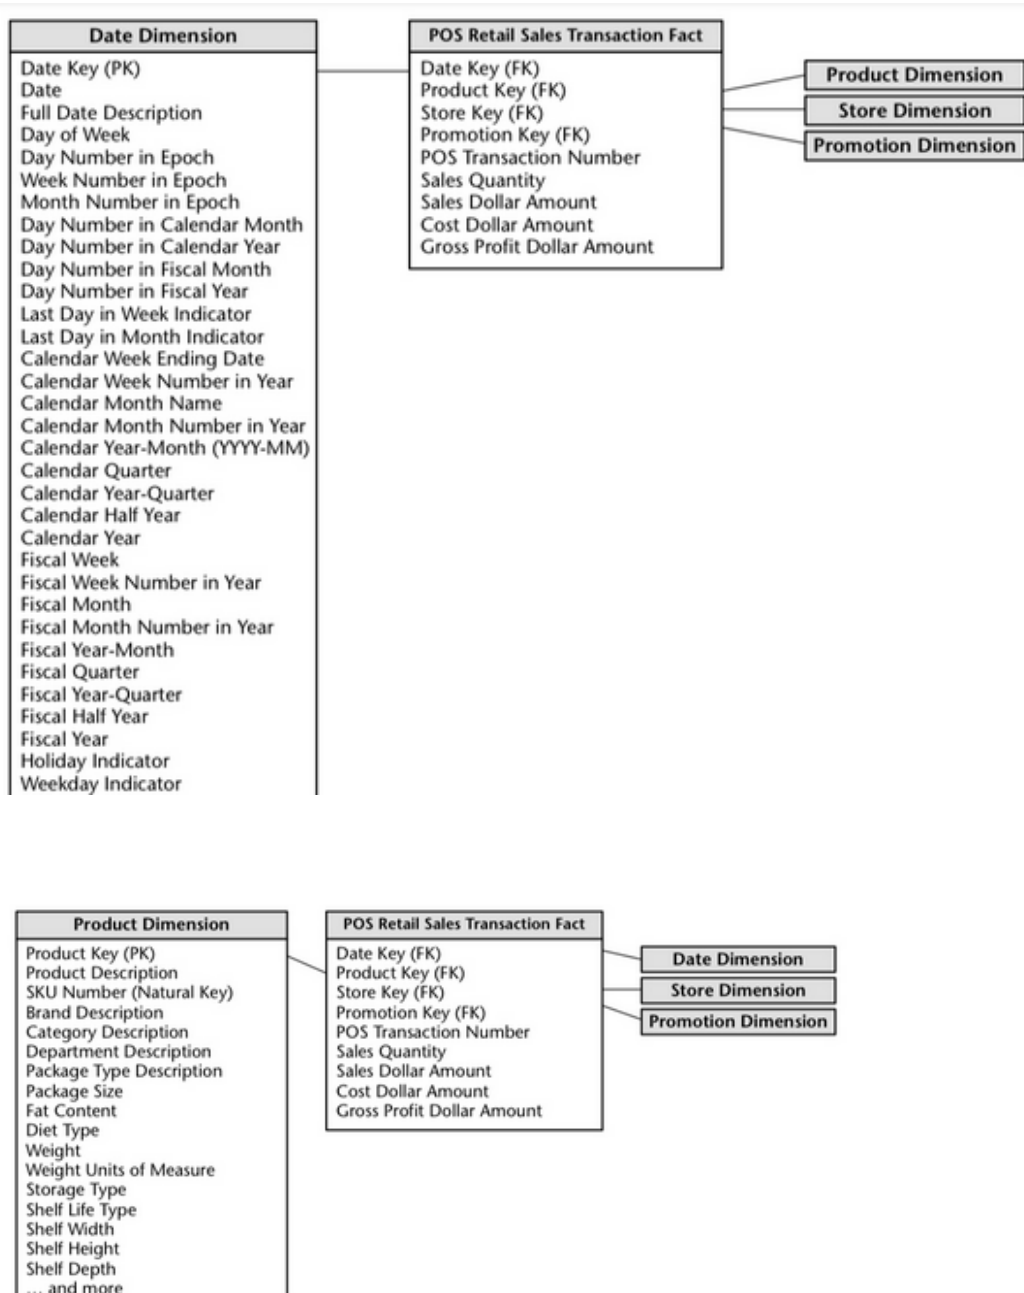 Date Dimension
Date Key (PK)
Date
Full Date Description
Day of Week
Day Number in Epoch
Week Number in Epoch
Month Number in Epoch
Day Number in Calendar Month
Day Number in Calendar Year
Day Number in Fiscal Month
Day Number in Fiscal Year
Last Day in Week Indicator
Last Day in Month Indicator
Calendar Week Ending Date
Calendar Week Number in Year
Calendar Month Name
Calendar Month Number in Year
Calendar Year-Month (YYYY-MM)
Calendar Quarter
Calendar Year-Quarter
Calendar Half Year
Calendar Year
Fiscal Week
Fiscal Week Number in Year
Fiscal Month
Fiscal Month Number in Year
Fiscal Year-Month
Fiscal Quarter
Fiscal Year-Quarter
Fiscal Half Year
Fiscal Year
Holiday Indicator
Weekday Indicator
POS Retail Sales Transaction Fact
Date Key (FK)
Product Key (FK)
Store Key (FK)
Promotion Key (FK)
POS Transaction Number
Sales Quantity
Sales Dollar Amount
Cost Dollar Amount
Gross Profit Dollar Amount
Product Dimension
Store Dimension
Promotion Dimension
Product Dimension
Product Key (PK)
Product Description
SKU Number (Natural Key)
Brand Description
Category Description
Department Description
Package Type Description
Package Size
Fat Content
Diet Type
Weight
Weight Units of Measure
Storage Type
Shelf Life Type
Shelf Width
Shelf Height
Shelf Depth
... and more
POS Retail Sales Transaction Fact
Date Key (FK)
Product Key (FK)
Store Key (FK)
Promotion Key (FK)
POS Transaction Number
Sales Quantity
Sales Dollar Amount
Cost Dollar Amount
Gross Profit Dollar Amount
Date Dimension
Store Dimension
Promotion Dimension